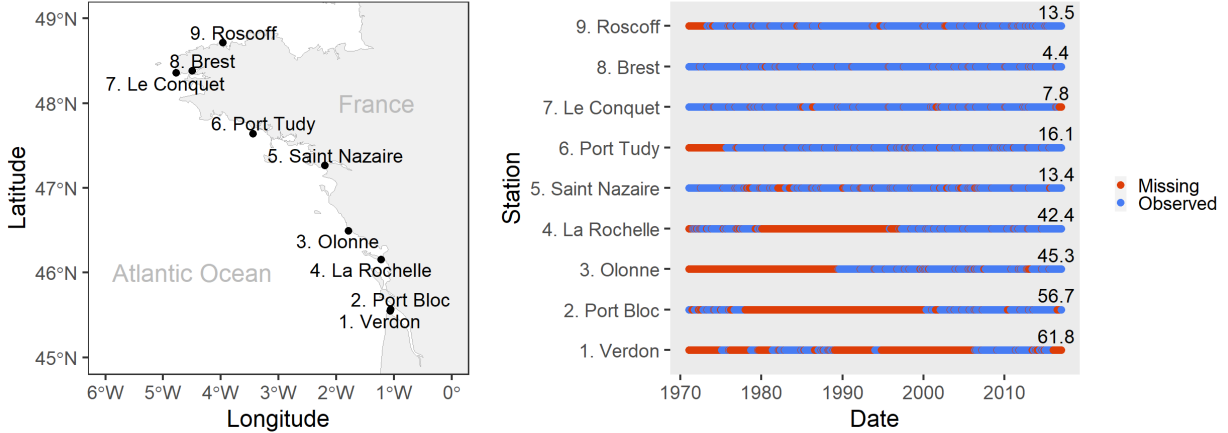 49°N
48°N
47°N
46°N
45°N
Latitude
9. Roscoff
8. Brest
7. Le Conquet
France
6. Port Tudy
5. Saint Nazaire
3. Olonne
4. La Rochelle
Atlantic Ocean
2. Port Bloc
1. Verdon
6°W 5°W 4°W 3°W 2°W 1°W 0°
Longitude
Station
9. Roscoff 13.5
8. Brest 4.4
7. Le Conquet 7.8
6. Port Tudy 16.1
5. Saint Nazaire 13.4
4. La Rochelle 42.4
3. Olonne 45.3
2. Port Bloc 56.7
1. Verdon 61.8
1970 1980 1990 2000 2010
Date
Missing
Observed